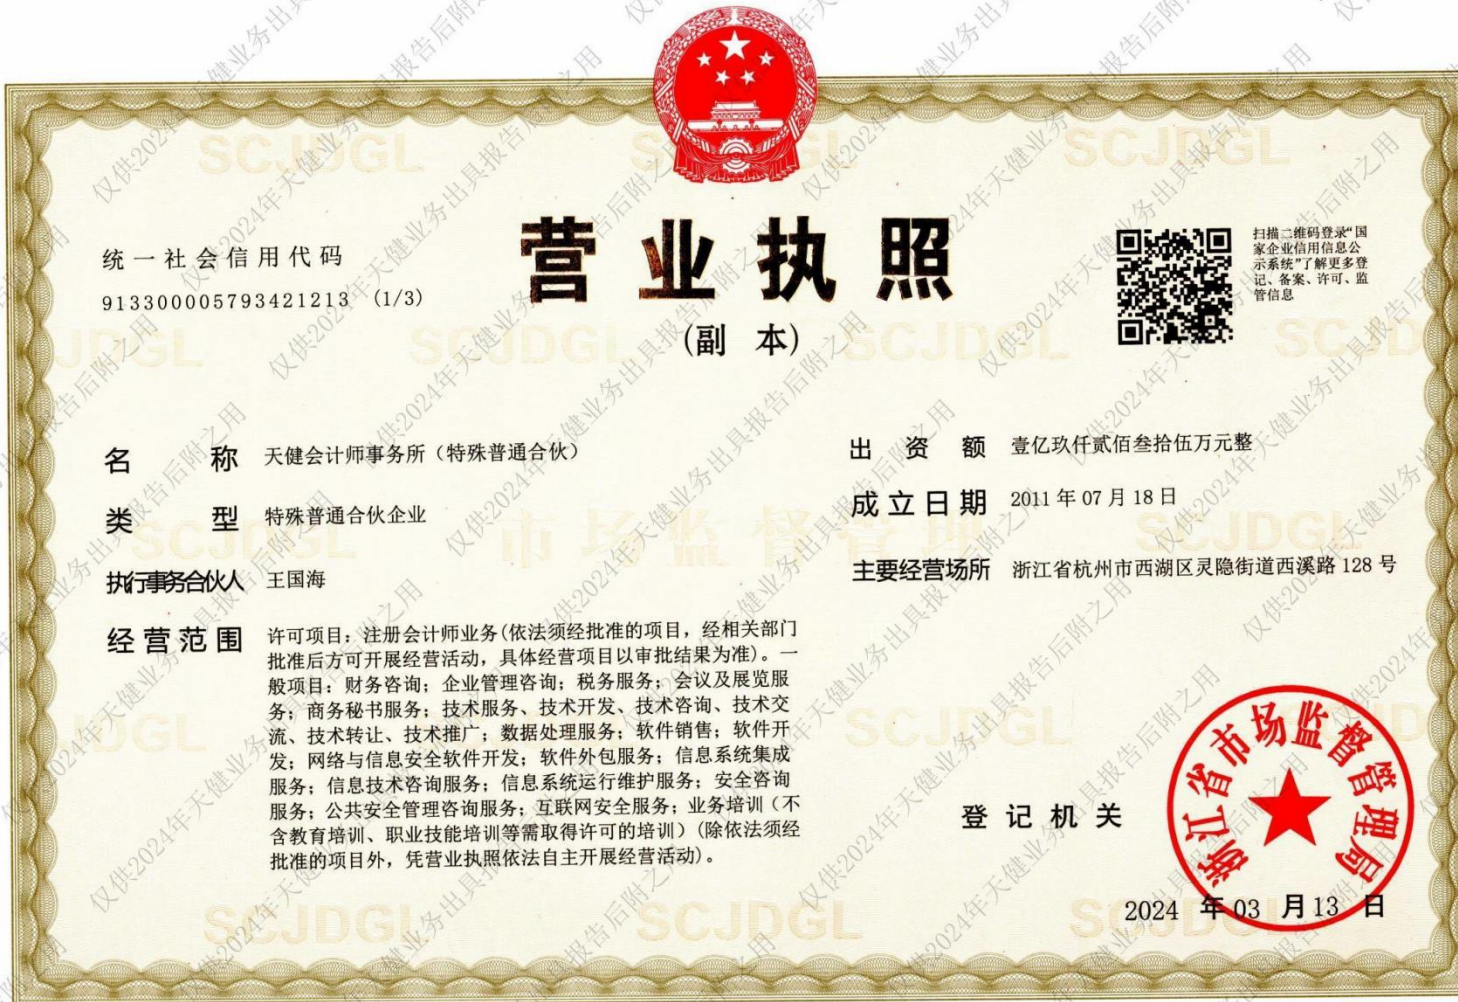 营业执照
(副 本)
统一社会信用代码
913300005793421213 (1/3)
扫描二维码登录“国
家企业信用信息公
示系统”了解更多登
记、备案、许可、监
管信息
名 称 天健会计师事务所（特殊普通合伙）
类 型 特殊普通合伙企业
执行事务合伙人 王国海
经营范围 许可项目：注册会计师业务(依法须经批准的项目，经相关部门
批准后方可开展经营活动，具体经营项目以审批结果为准)。一
般项目：财务咨询；企业管理咨询；税务服务；会议及展览服
务；商务秘书服务；技术服务、技术开发、技术咨询、技术交
流、技术转让、技术推广；数据处理服务；软件销售；软件开
发；网络与信息安全软件开发；软件外包服务；信息系统集成
服务；信息技术咨询服务；信息系统运行维护服务；安全咨询
服务；公共安全管理咨询服务；互联网安全服务；业务培训（不
含教育培训、职业技能培训等需取得许可的培训）(除依法须经
批准的项目外，凭营业执照依法自主开展经营活动)。
出 资 额 壹亿玖仟贰佰叁拾伍万元整
成立日期 2011 年 07 月 18 日
主要经营场所 浙江省杭州市西湖区灵隐街道西溪路 128 号
登记机关
浙江省市场监督管理局
2024 年 03 月 13 日
市场监督管理
SCJDGL
仅供2024年天健业务出具报告后附之用